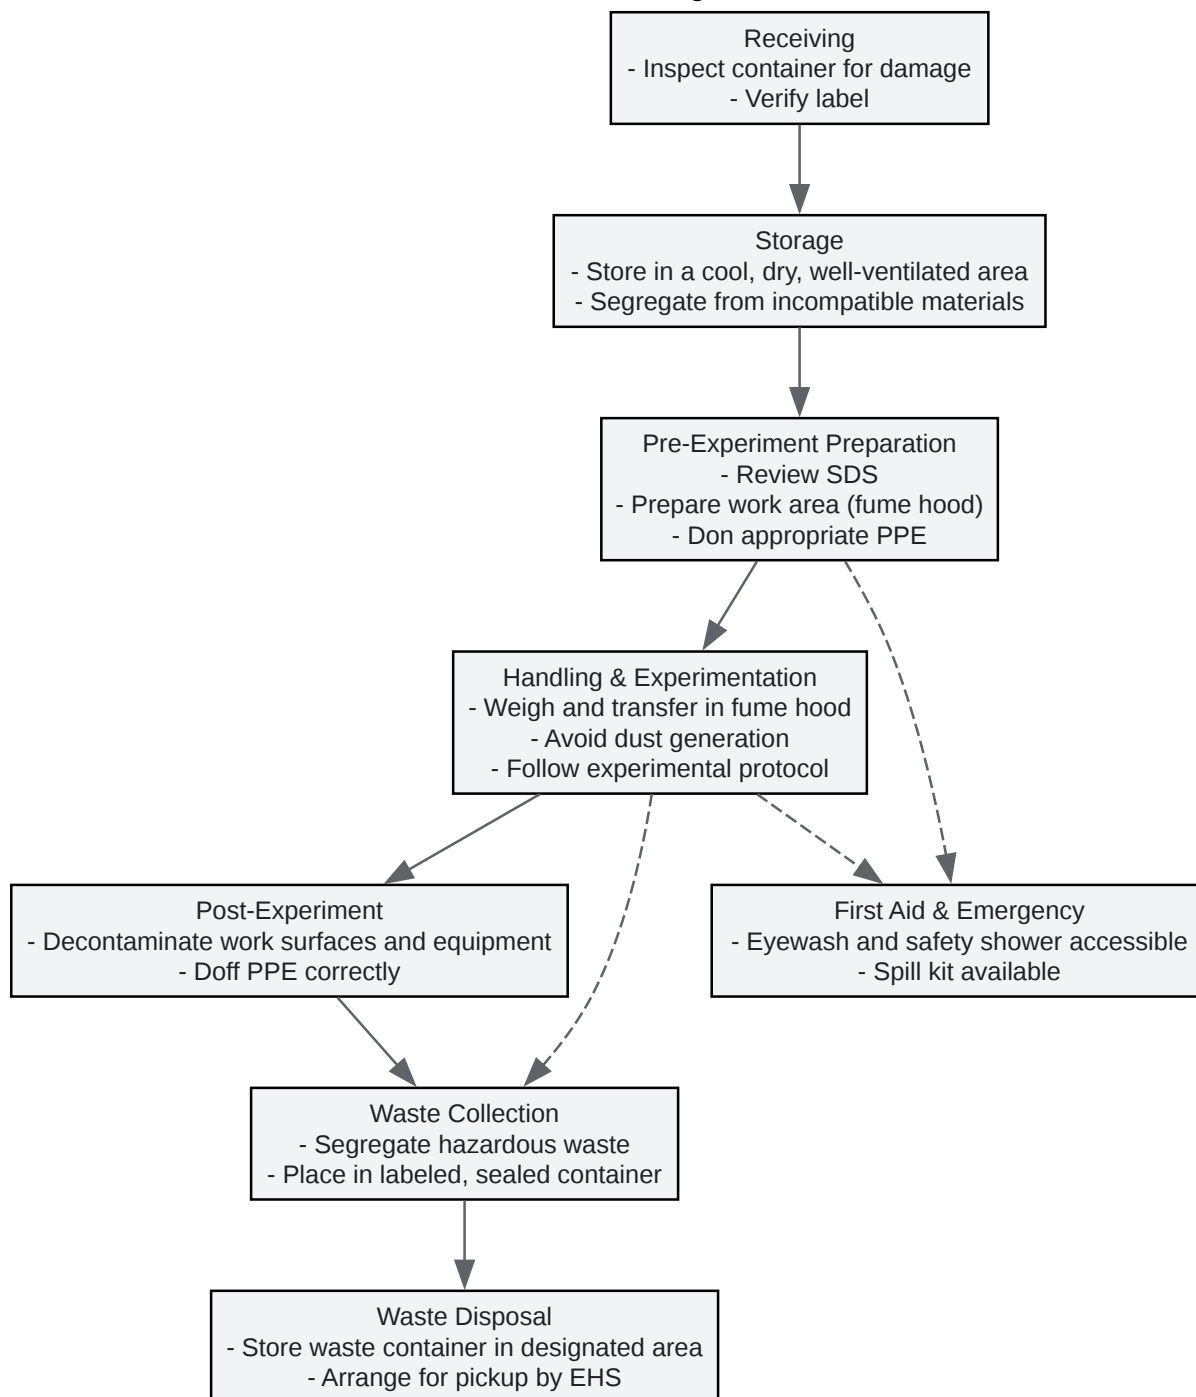 Receiving
- Inspect container for damage
- Verify label
Storage
- Store in a cool, dry, well-ventilated area
- Segregate from incompatible materials
Pre-Experiment Preparation
- Review SDS
- Prepare work area (fume hood)
- Don appropriate PPE
Handling & Experimentation
- Weigh and transfer in fume hood
- Avoid dust generation
- Follow experimental protocol
Post-Experiment
- Decontaminate work surfaces and equipment
- Doff PPE correctly
First Aid & Emergency
- Eyewash and safety shower accessible
- Spill kit available
Waste Collection
- Segregate hazardous waste
- Place in labeled, sealed container
Waste Disposal
- Store waste container in designated area
- Arrange for pickup by EHS